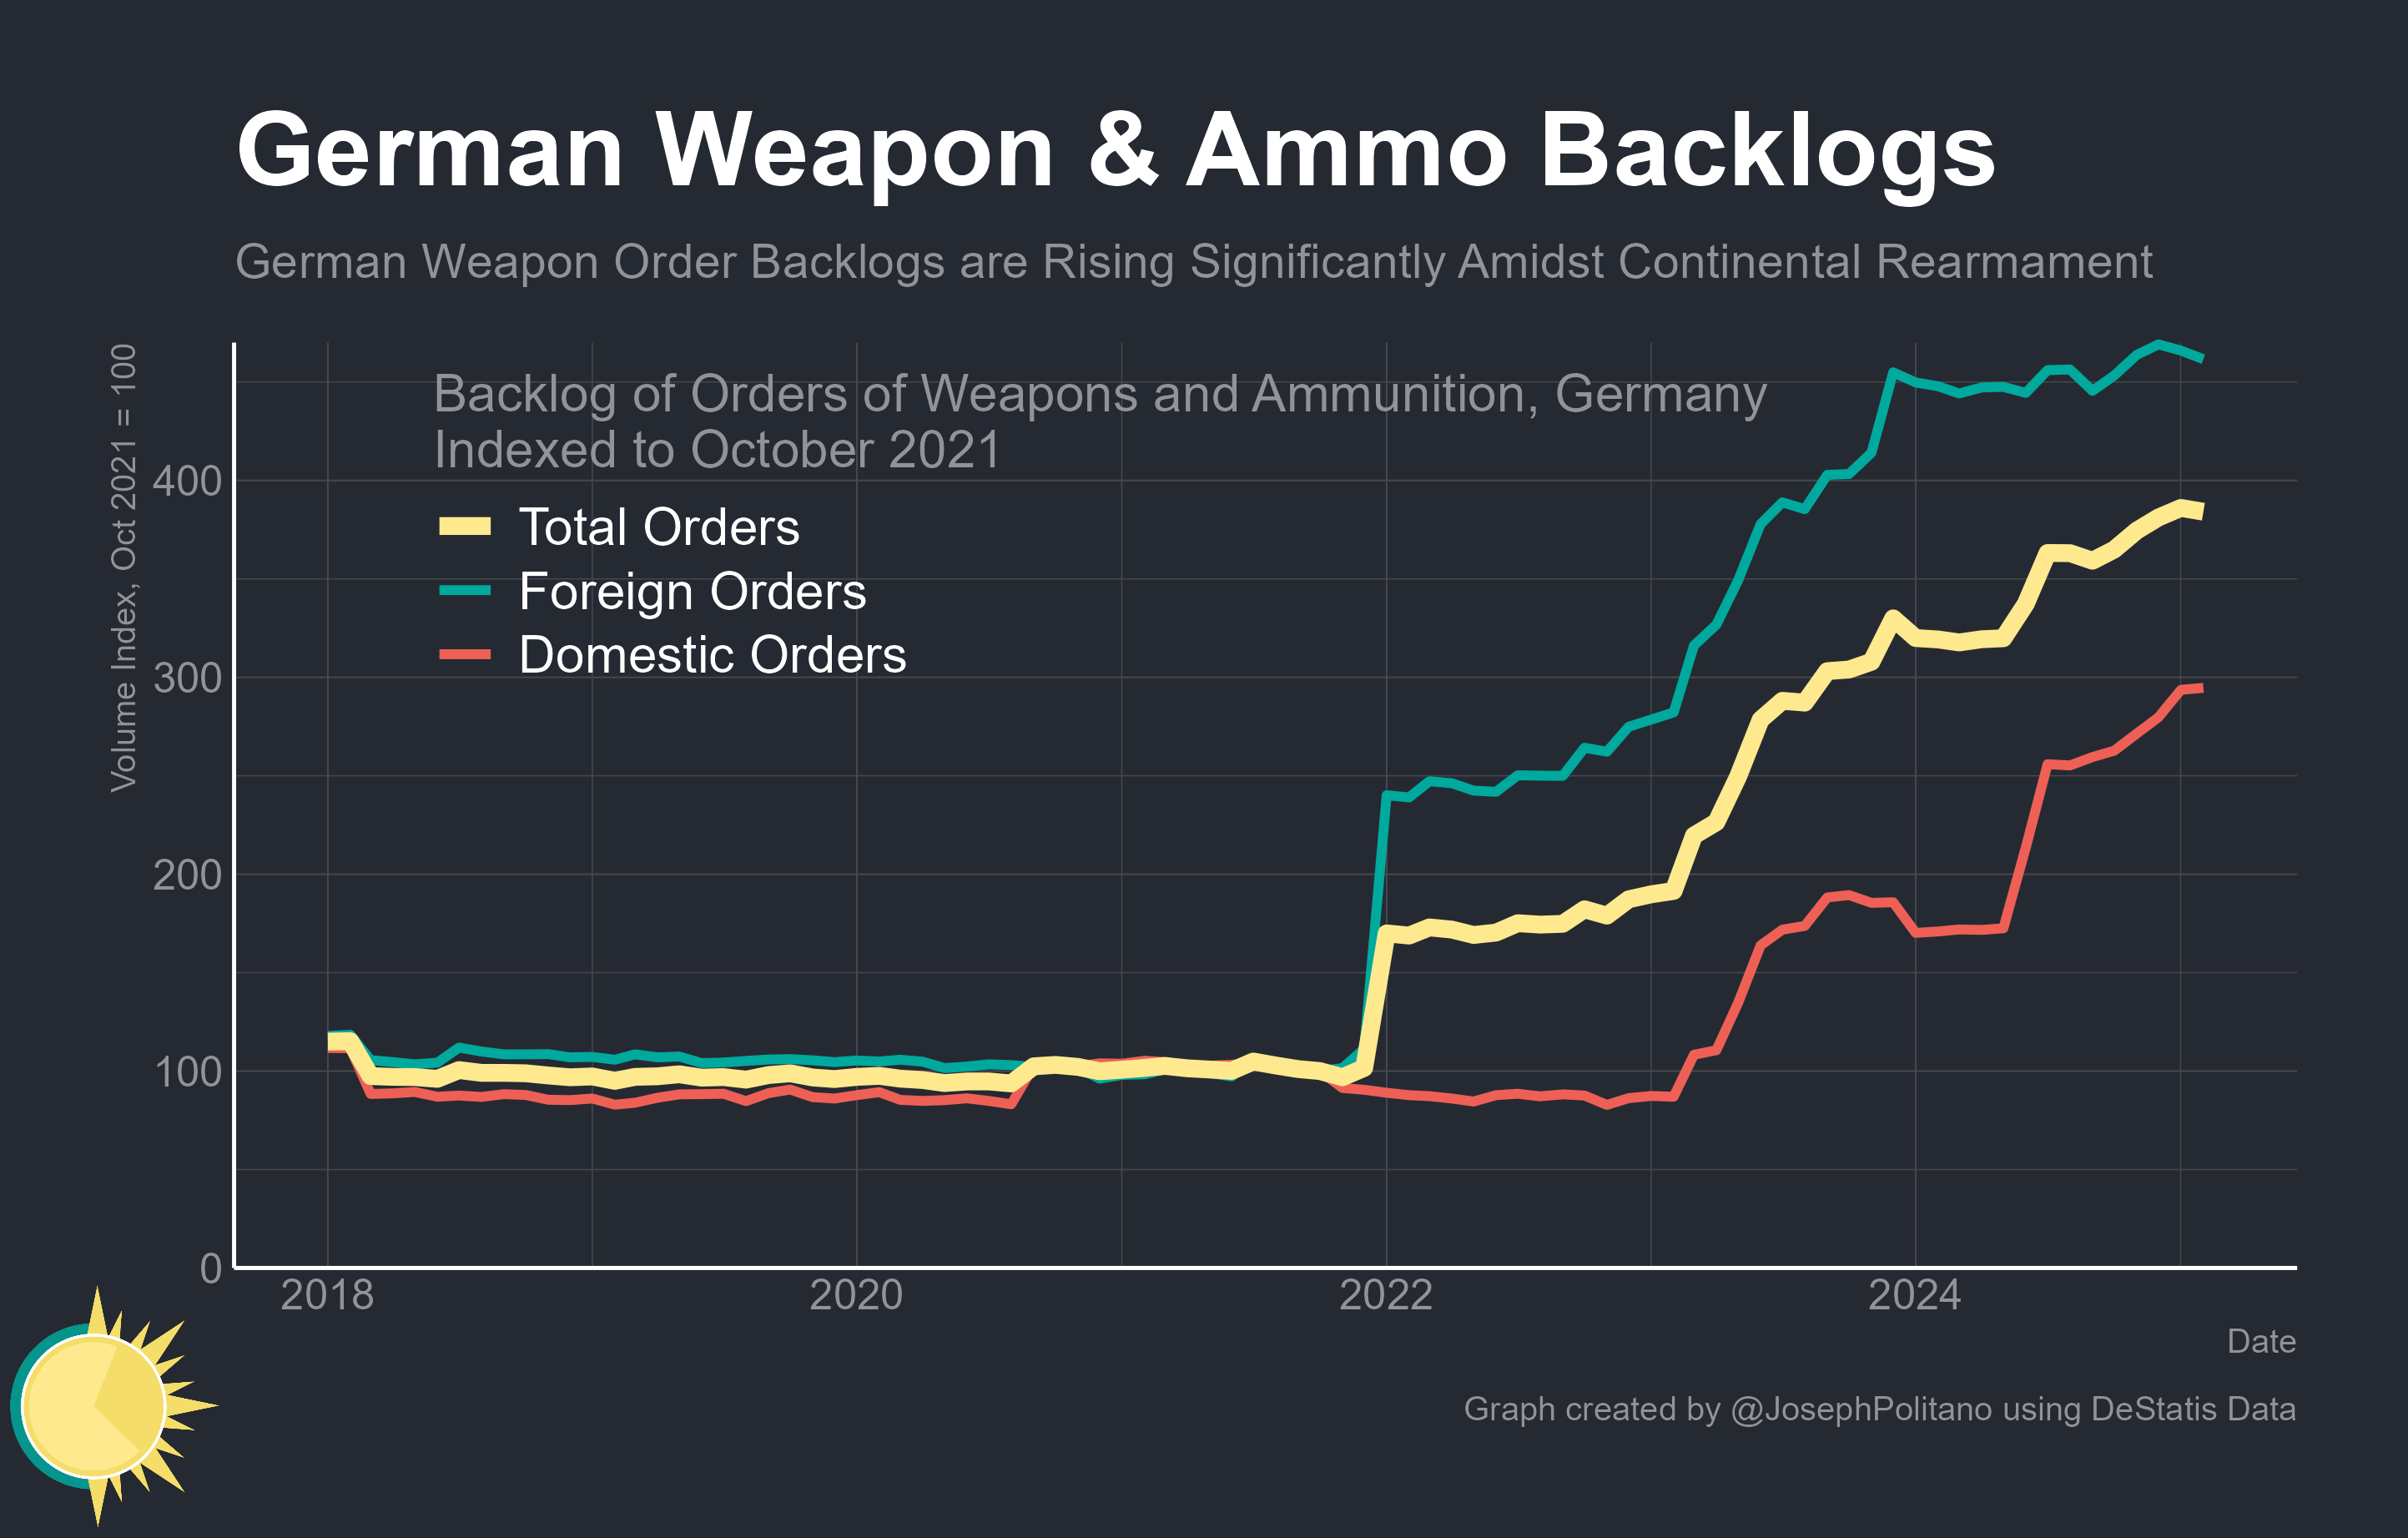 German Weapon & Ammo Backlogs
German Weapon Order Backlogs are Rising Significantly Amidst Continental Rearmament
Volume Index, Oct 2021 = 100
Backlog of Orders of Weapons and Ammunition, Germany
Indexed to October 2021
Total Orders
Foreign Orders
Domestic Orders
400
300
200
100
0
2018
2020
2022
2024
Date
Graph created by @JosephPolitano using DeStatis Data